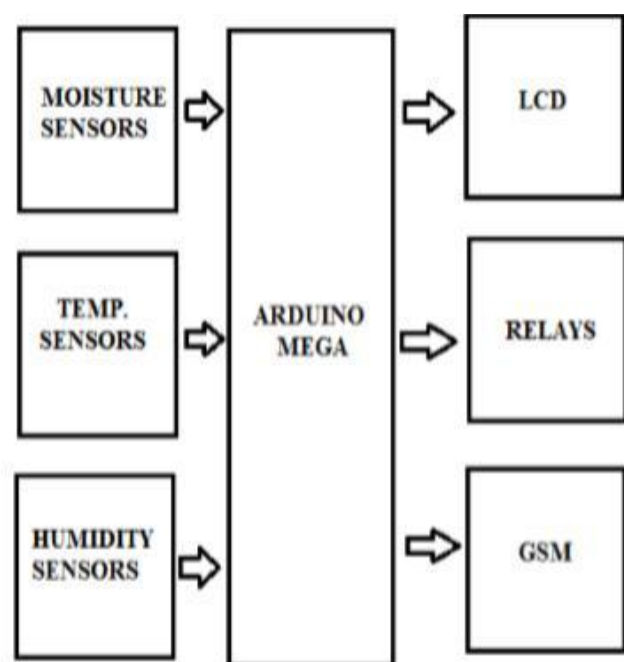 MOISTURE
SENSORS
TEMP.
SENSORS
HUMIDITY
SENSORS
ARDUINO
MEGA
LCD
RELAYS
GSM